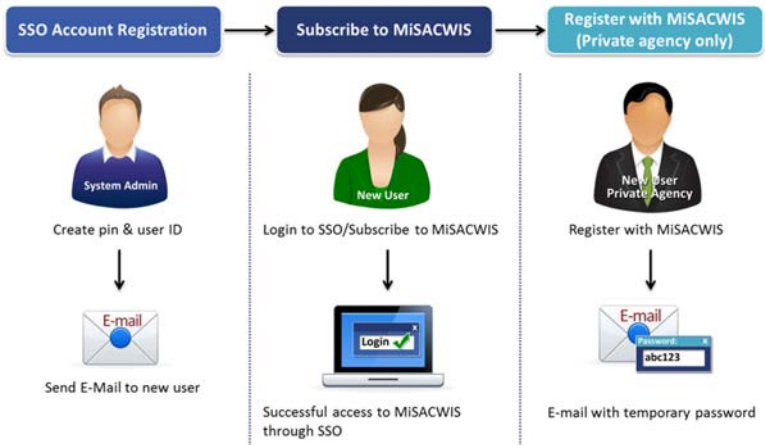 SSO Account Registration
Subscribe to MiSACWIS
Register with MiSACWIS
(Private agency only)
System Admin
Create pin & user ID
E-mail
Send E-Mail to new user
New User
Login to SSO/Subscribe to MiSACWIS
Login
x
Successful access to MiSACWIS
through SSO
New User
Private Agency
Register with MiSACWIS
E-mail
Password: x
abc123
E-mail with temporary password